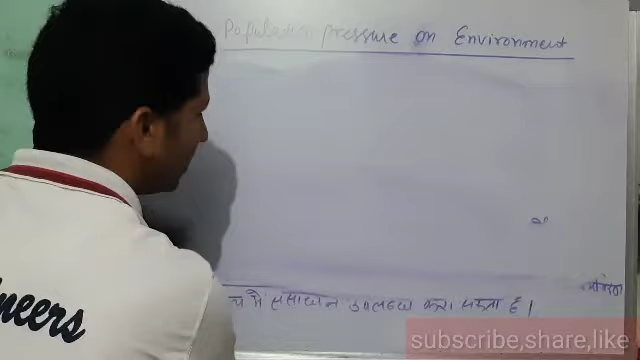 Population pressure on Environment
में संसाधन उपलब्ध करा सकता है।
neers
subscribe,share,like